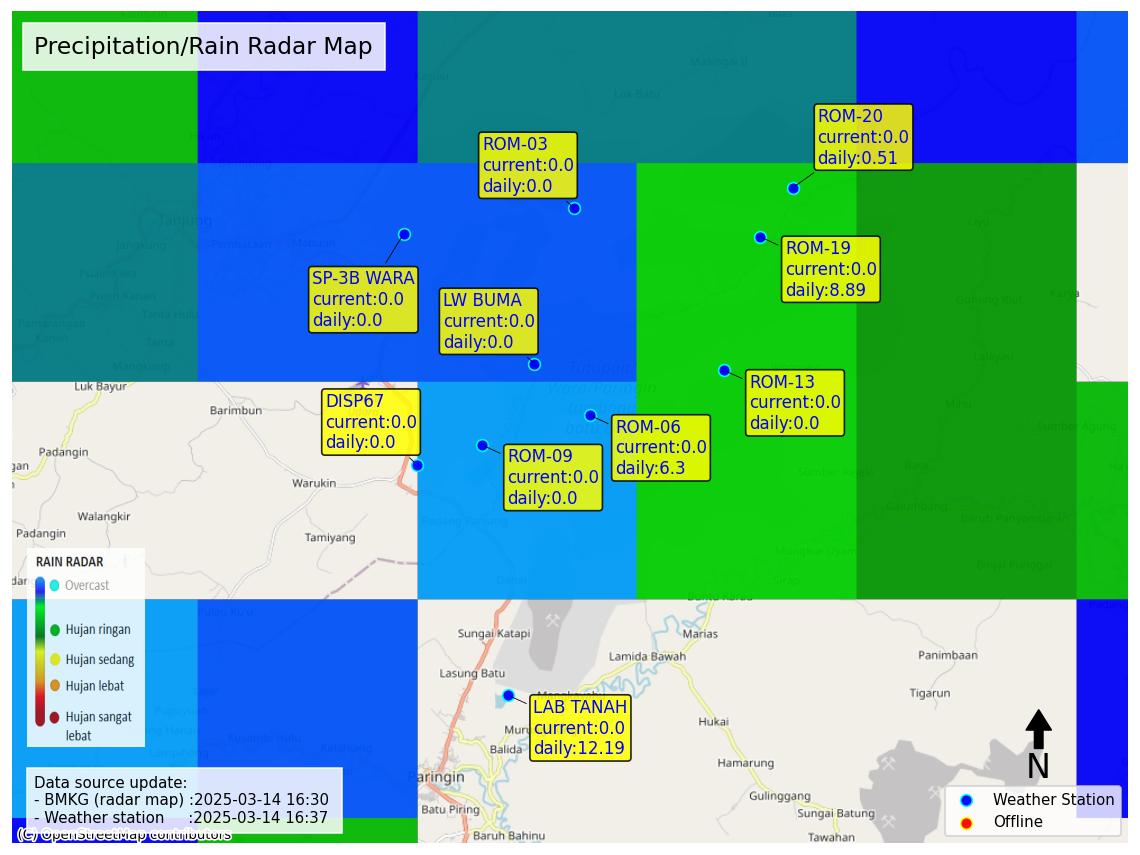 Precipitation/Rain Radar Map
ROM-20
current:0.0
daily:0.51
ROM-03
current:0.0
daily:0.0
ROM-19
current:0.0
daily:8.89
SP-3B WARA
current:0.0
daily:0.0
LW BUMA
current:0.0
daily:0.0
ROM-13
current:0.0
daily:0.0
DISP67
current:0.0
daily:0.0
ROM-06
current:0.0
daily:6.3
ROM-09
current:0.0
daily:0.0
LAB TANAH
current:0.0
daily:12.19
Tanjung
Karya
Luk Bayur
Barimbun
Padangin
Warukin
Walangkir
Padangin
Tamiyang
Sungai Katapi
Marias
Lamida Bawah
Panimbaan
Lasung Batu
Tigarun
Hukai
Balida
Hamarung
Paringin
Gulinggang
Batu Piring
Sungai Batung
Baruh Bahinu
Tawahan
RAIN RADAR
Overcast
Hujan ringan
Hujan sedang
Hujan lebat
Hujan sangat
lebat
Data source update:
- BMKG (radar map) :2025-03-14 16:30
- Weather station :2025-03-14 16:37
(C) OpenStreetMap contributors
N
Weather Station
Offline